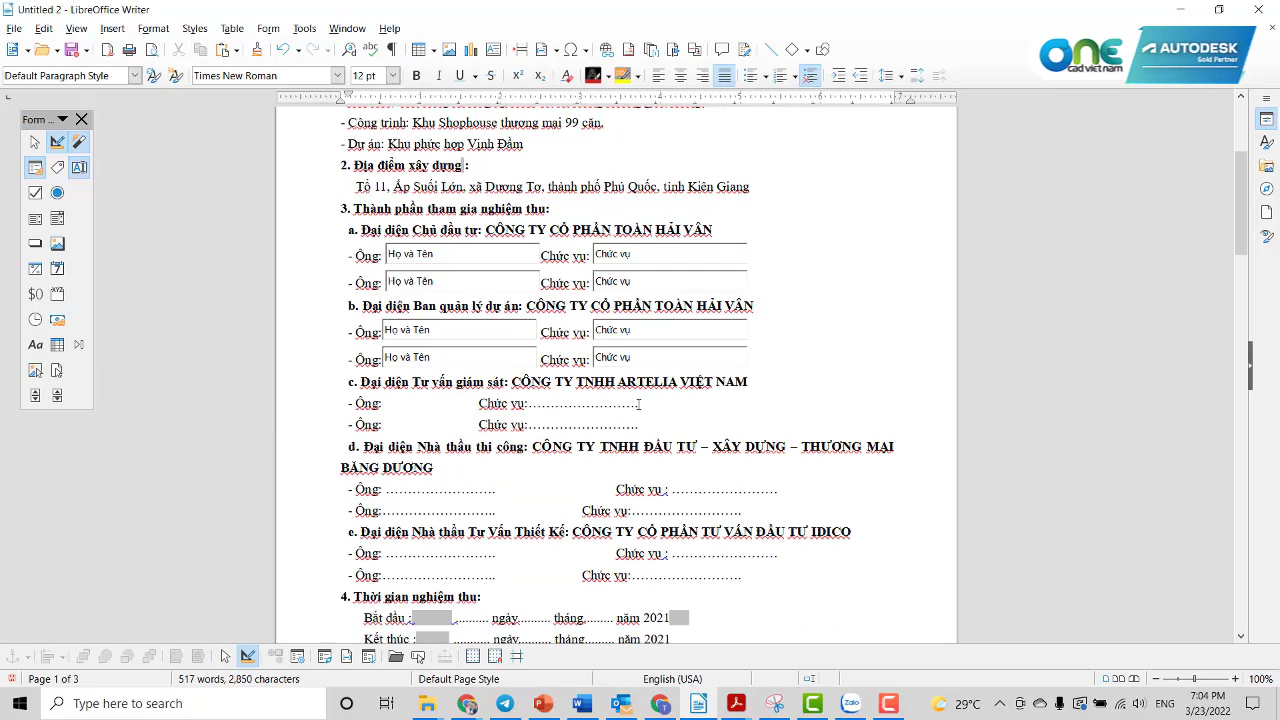 Untitled 2 - LibreOffice Writer
File Edit View Insert Format Styles Table Form Tools Window Help
ONE cad vietnam
AUTODESK
Gold Partner
Default Paragraph Style
Times New Roman
12 pt
Form ...
- Công trình: Khu Shophouse thương mại 99 căn,
- Dự án: Khu phức hợp Vịnh Đầm
2. Địa điểm xây dựng :
Tổ 11, Ấp Suối Lớn, xã Dương Tơ, thành phố Phú Quốc, tỉnh Kiên Giang
3. Thành phần tham gia nghiệm thu:
a. Đại diện Chủ đầu tư: CÔNG TY CỔ PHẦN TOÀN HẢI VÂN
- Ông: Họ và Tên Chức vụ: Chức vụ
- Ông: Họ và Tên Chức vụ: Chức vụ
b. Đại diện Ban quản lý dự án: CÔNG TY CỔ PHẦN TOÀN HẢI VÂN
- Ông: Họ và Tên Chức vụ: Chức vụ
- Ông: Họ và Tên Chức vụ: Chức vụ
c. Đại diện Tư vấn giám sát: CÔNG TY TNHH ARTELIA VIỆT NAM
- Ông: Chức vụ:…………………….
- Ông: Chức vụ:…………………….
d. Đại diện Nhà thầu thi công: CÔNG TY TNHH ĐẦU TƯ – XÂY DỰNG – THƯƠNG MẠI
BĂNG DƯƠNG
- Ông: ……………………. Chức vụ : ……………………
- Ông:…………………….. Chức vụ:…………………….
e. Đại diện Nhà thầu Tư Vấn Thiết Kế: CÔNG TY CỔ PHẦN TƯ VẤN ĐẦU TƯ IDICO
- Ông: ……………………. Chức vụ : ……………………
- Ông:…………………….. Chức vụ:…………………….
4. Thời gian nghiệm thu:
Bắt đầu : .......... ngày......... tháng......... năm 2021
Kết thúc : .......... ngày......... tháng......... năm 2021
Page 1 of 3
517 words, 2,850 characters
Default Page Style
English (USA)
100%
Type here to search
29°C
7:04 PM
3/23/2022